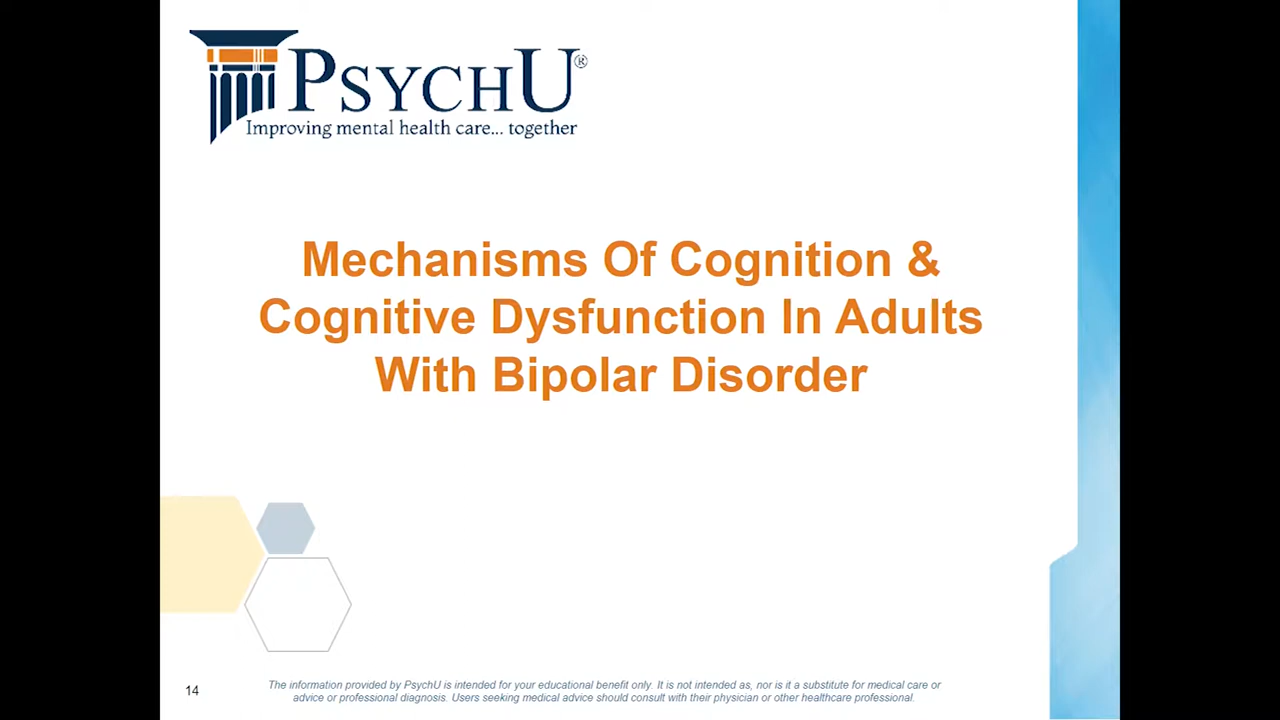 PSYCHU®
Improving mental health care... together
Mechanisms Of Cognition &
Cognitive Dysfunction In Adults
With Bipolar Disorder
14
The information provided by PsychU is intended for your educational benefit only. It is not intended as, nor is it a substitute for medical care or
advice or professional diagnosis. Users seeking medical advice should consult with their physician or other healthcare professional.